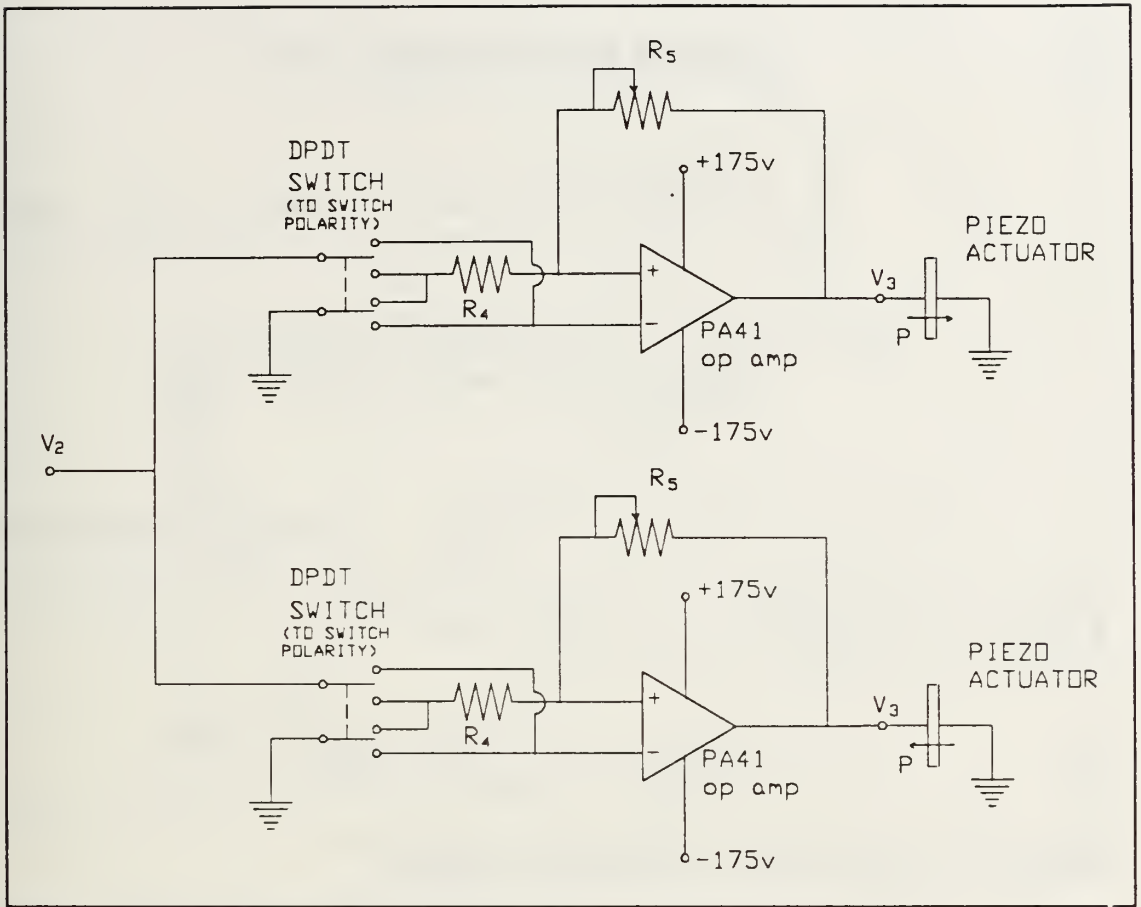 R5
+175v
DPDT
SWITCH
(TO SWITCH
POLARITY)
R4
+
−
PA41
op amp
-175v
V3
P
PIEZO
ACTUATOR
V2
R5
+175v
DPDT
SWITCH
(TO SWITCH
POLARITY)
R4
+
−
PA41
op amp
-175v
V3
P
PIEZO
ACTUATOR